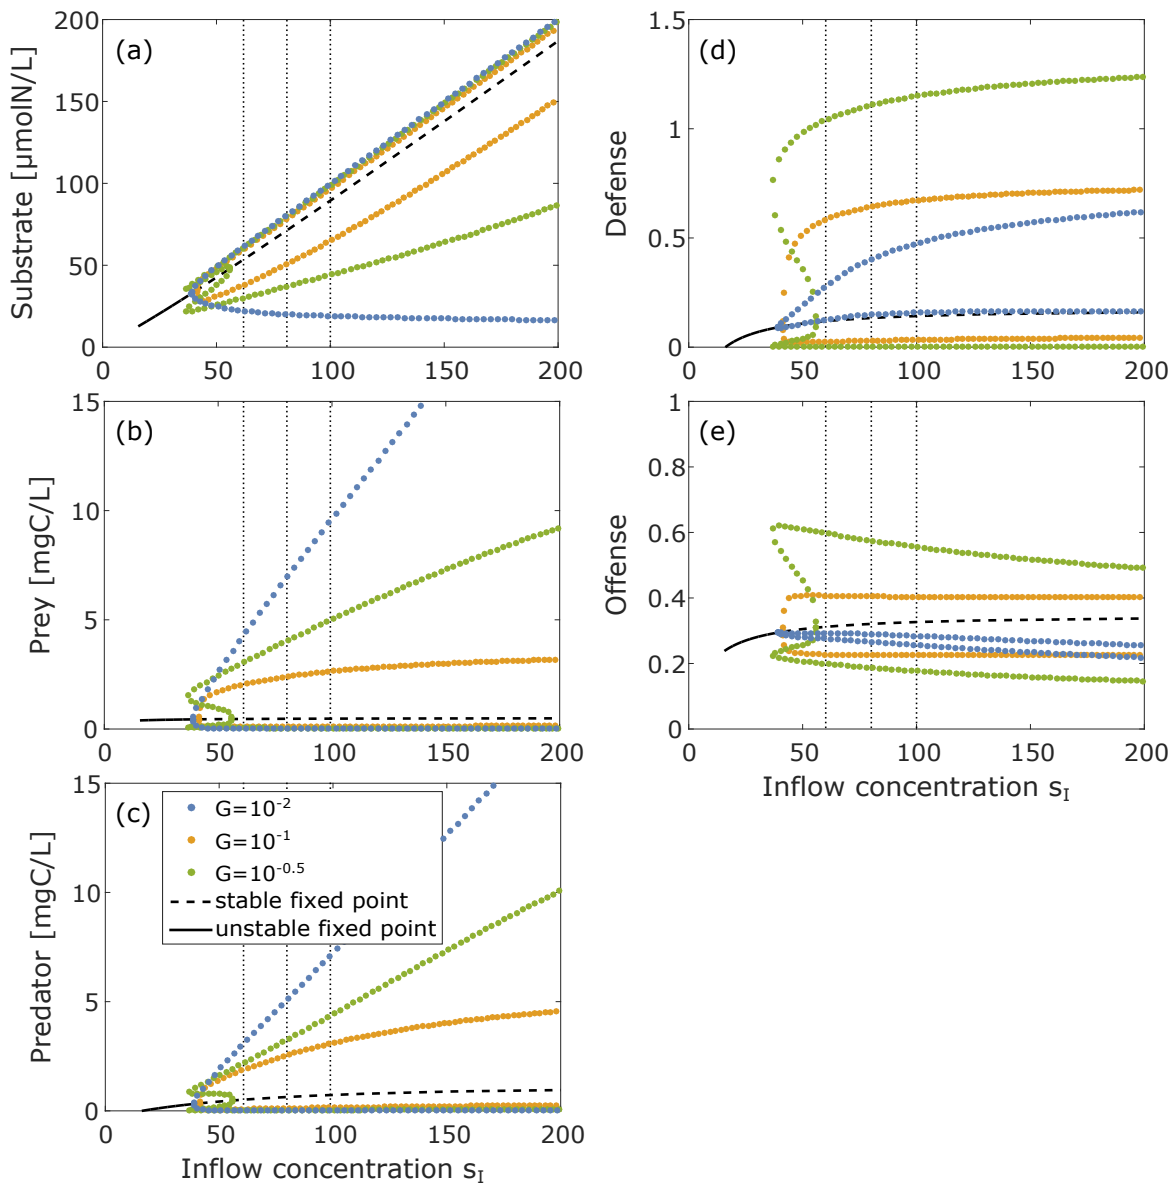 (a)
Substrate [µmolN/L]
200
150
100
50
0
0 50 100 150 200
(b)
Prey [mgC/L]
15
10
5
0
0 50 100 150 200
(c)
Predator [mgC/L]
15
10
5
0
G=10⁻²
G=10⁻¹
G=10⁻⁰·⁵
stable fixed point
unstable fixed point
0 50 100 150 200
Inflow concentration sI
(d)
Defense
1.5
1
0.5
0
0 50 100 150 200
(e)
Offense
1
0.8
0.6
0.4
0.2
0
0 50 100 150 200
Inflow concentration sI